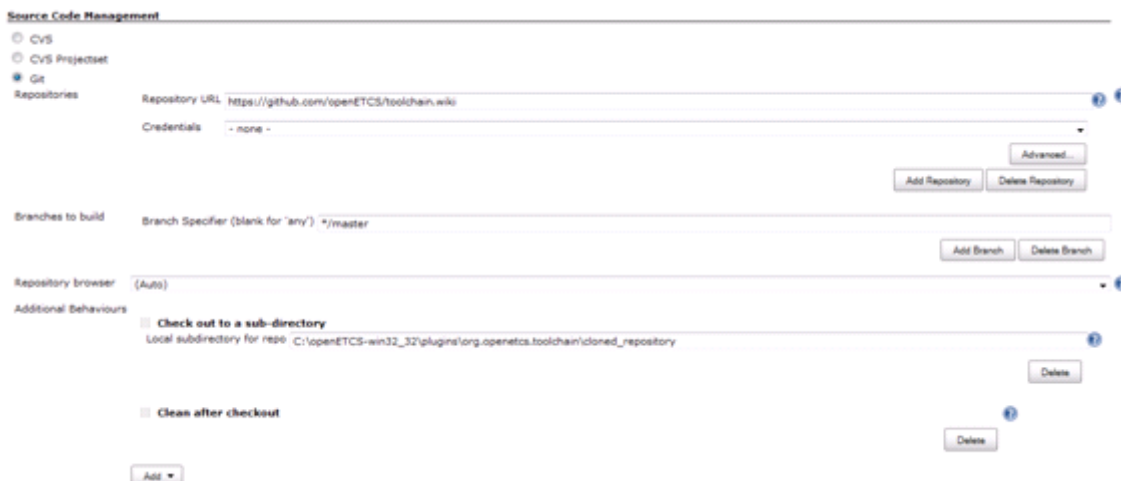 Source Code Management
CVS
CVS Projectset
Git
Repositories
Repository URL https://github.com/openETCS/toolchain.wiki
Credentials - none -
Advanced...
Add Repository Delete Repository
Branches to build Branch Specifier (blank for 'any') */master
Add Branch Delete Branch
Repository browser (Auto)
Additional Behaviours
Check out to a sub-directory
Local subdirectory for repo C:\openETCS-win32_32\plugins\org.openetcs.toolchain\cloned_repository
Delete
Clean after checkout
Delete
Add